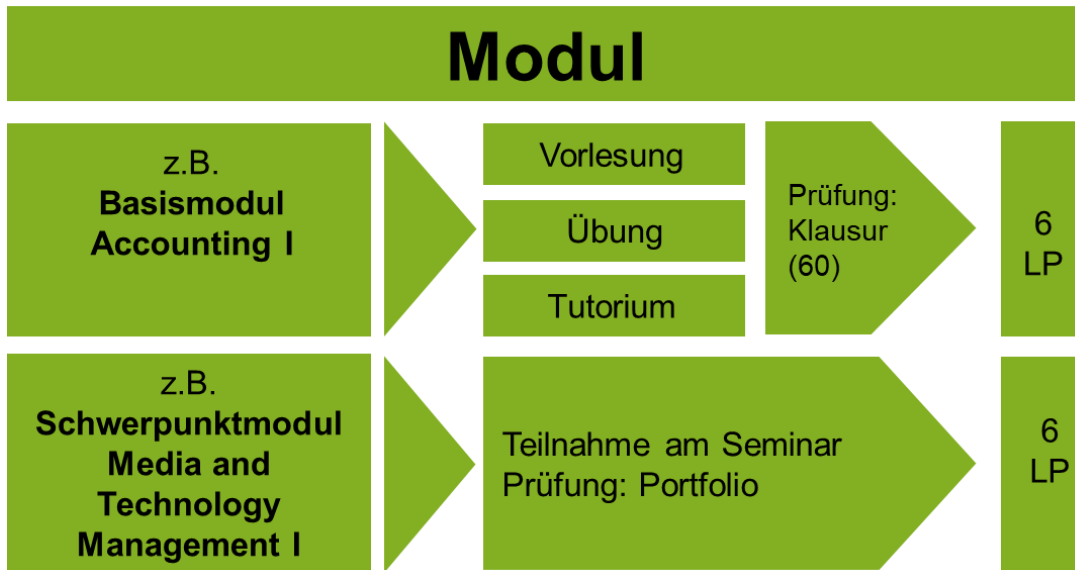 Modul
z.B.
Basismodul
Accounting I
Vorlesung
Übung
Tutorium
Prüfung:
Klausur
(60)
6
LP
z.B.
Schwerpunktmodul
Media and
Technology
Management I
Teilnahme am Seminar
Prüfung: Portfolio
6
LP